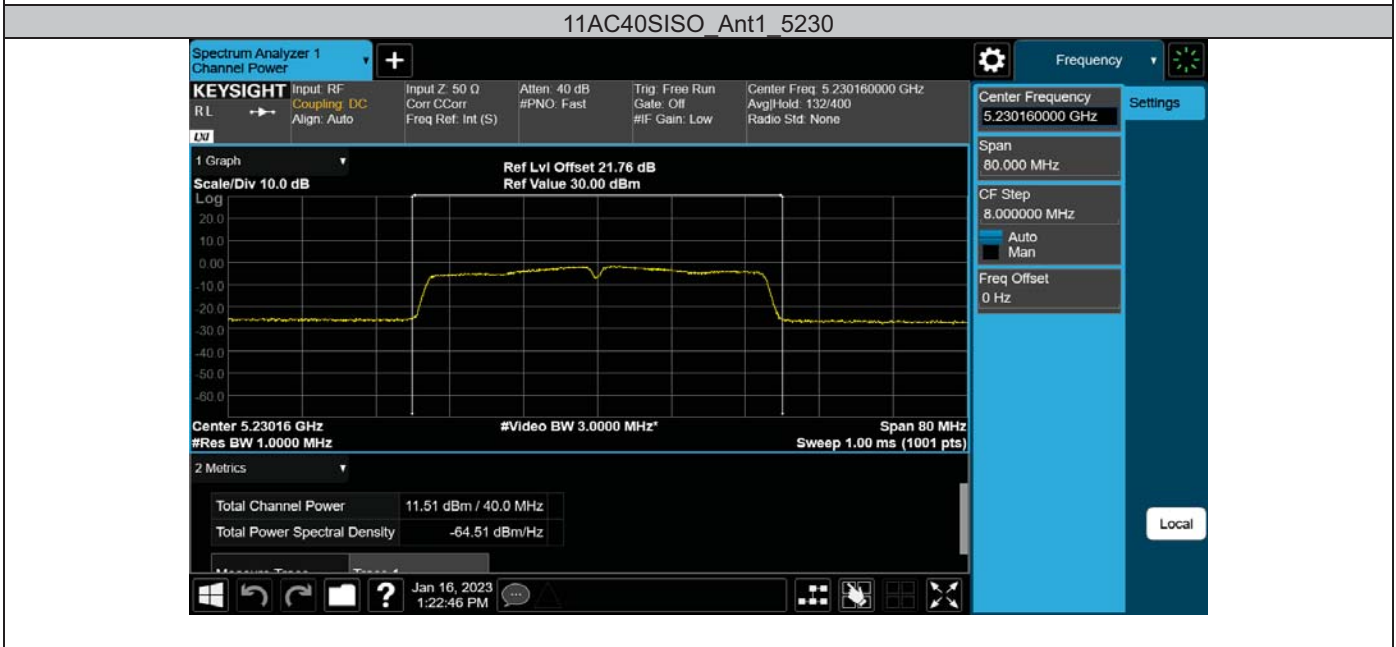 11AC40SISO_Ant1_5230
Spectrum Analyzer 1
Channel Power
Frequency
KEYSIGHT
RL
LXI
Input: RF
Coupling: DC
Align: Auto
Input Z: 50 Ω
Corr CCorr
Freq Ref: Int (S)
Atten: 40 dB
#PNO: Fast
Trig: Free Run
Gate: Off
#IF Gain: Low
Center Freq: 5.230160000 GHz
Avg|Hold: 132/400
Radio Std: None
Center Frequency
5.230160000 GHz
Settings
Span
80.000 MHz
CF Step
8.000000 MHz
Auto
Man
Freq Offset
0 Hz
1 Graph
Scale/Div 10.0 dB
Ref Lvl Offset 21.76 dB
Ref Value 30.00 dBm
Log
20.0
10.0
0.00
-10.0
-20.0
-30.0
-40.0
-50.0
-60.0
Center 5.23016 GHz
#Video BW 3.0000 MHz*
Span 80 MHz
#Res BW 1.0000 MHz
Sweep 1.00 ms (1001 pts)
2 Metrics
Total Channel Power 11.51 dBm / 40.0 MHz
Total Power Spectral Density -64.51 dBm/Hz
Local
?
Jan 16, 2023
1:22:46 PM